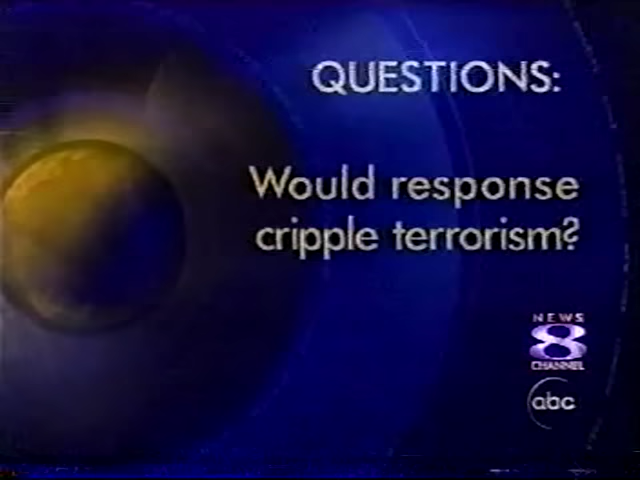 QUESTIONS:
Would response
cripple terrorism?
NEWS
8
CHANNEL
abc